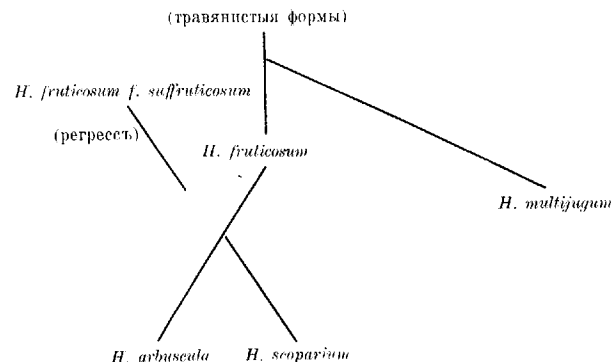 (травянистыя формы)
H. fruticosum f. suffruticosum
(регрессъ)
H. fruticosum
H. multijugum
H. arbuscula
H. scoparium